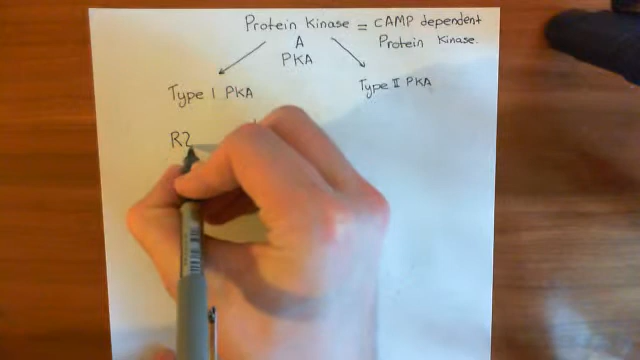 Protein Kinase = cAMP dependent
A Protein Kinase.
PKA
Type I PKA Type II PKA
R2